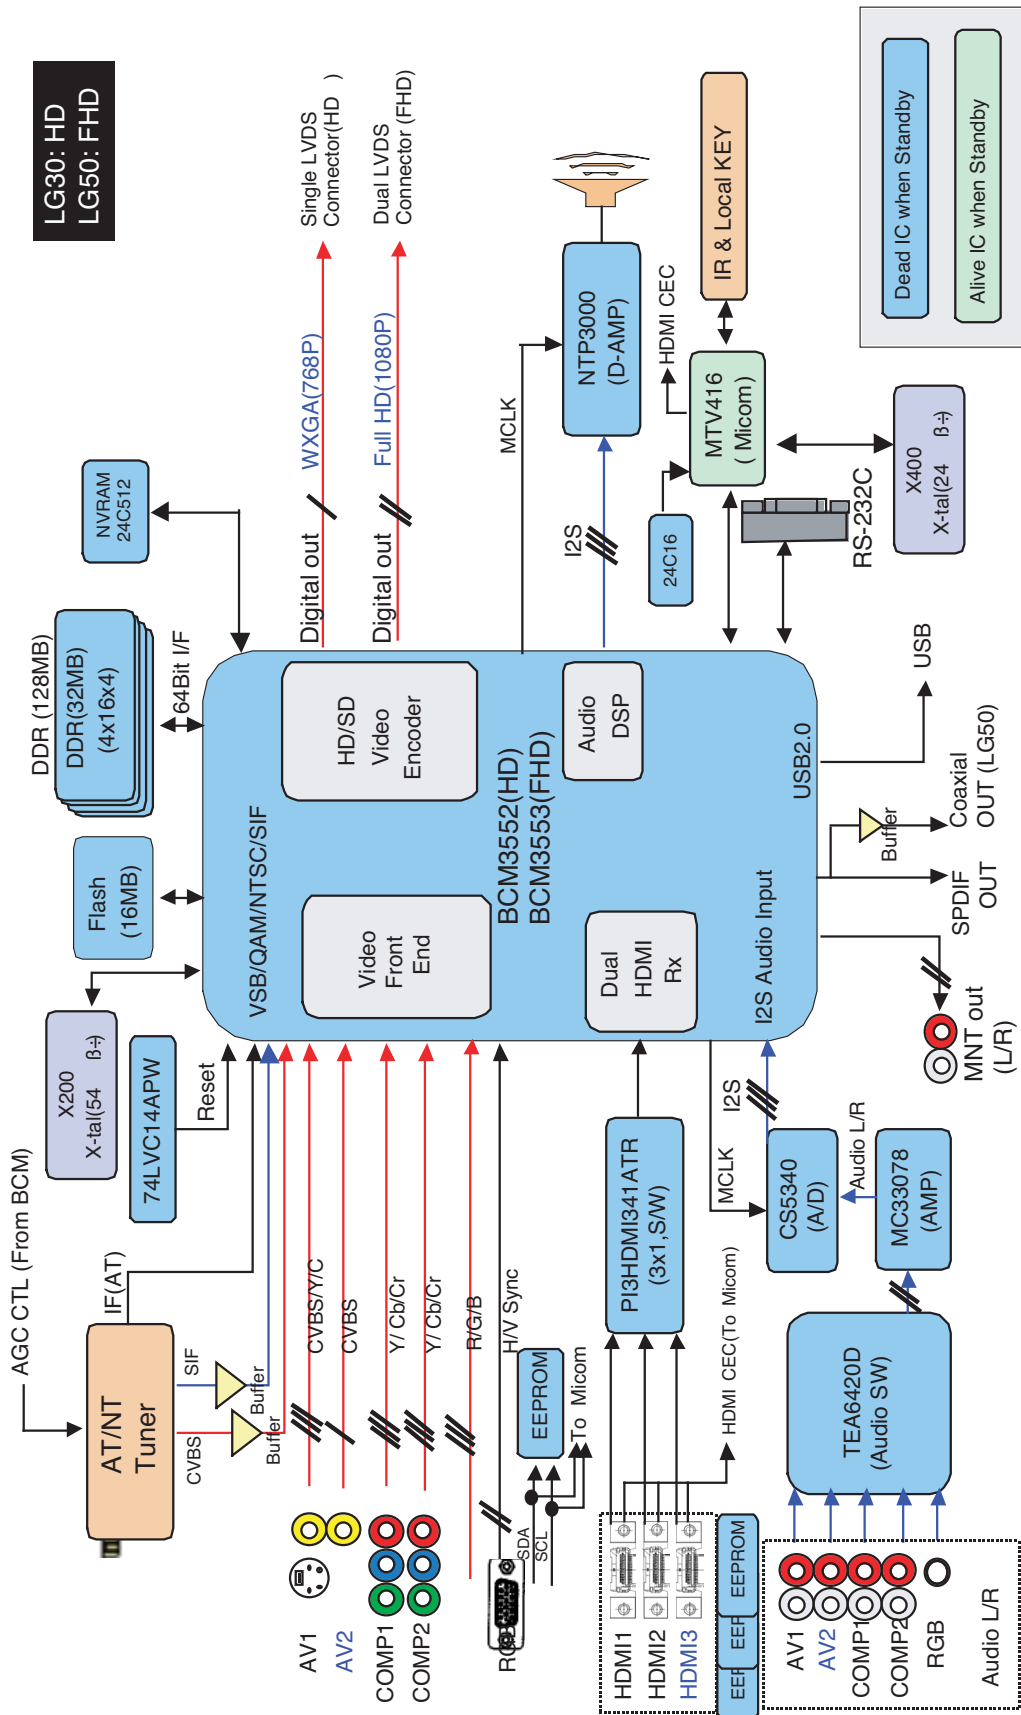 LG30: HD
LG50: FHD
AGC CTL (From BCM)
AT/NT
Tuner
IF(AT)
SIF
CVBS
Buffer
Buffer
X200
X-tal(54 ß÷)
74LVC14APW
Reset
Flash
(16MB)
DDR (128MB)
DDR(32MB)
(4x16x4)
64Bit I/F
NVRAM
24C512
VSB/QAM/NTSC/SIF
Video
Front
End
HD/SD
Video
Encoder
BCM3552(HD)
BCM3553(FHD)
Dual
HDMI
Rx
Audio
DSP
I2S Audio Input
USB2.0
Digital out
WXGA(768P)
Single LVDS
Connector(HD )
Digital out
Full HD(1080P)
Dual LVDS
Connector (FHD)
MCLK
I2S
NTP3000
(D-AMP)
HDMI CEC
24C16
MTV416
( Micom)
IR & Local KEY
RS-232C
X400
X-tal(24 ß÷)
Dead IC when Standby
Alive IC when Standby
AV1
AV2
COMP1
COMP2
RGB
CVBS/Y/C
CVBS
Y/ Cb/Cr
Y/ Cb/Cr
R/G/B
H/V Sync
SDA
SCL
EEPROM
To Micom
HDMI1
HDMI2
HDMI3
EEF
EEF
EEPROM
HDMI CEC(To Micom)
PI3HDMI341ATR
(3x1,S/W)
MCLK
I2S
CS5340
(A/D)
Audio L/R
MC33078
(AMP)
TEA6420D
(Audio SW)
AV1
AV2
COMP1
COMP2
RGB
Audio L/R
MNT out
(L/R)
SPDIF
OUT
Buffer
Coaxial
OUT (LG50)
USB